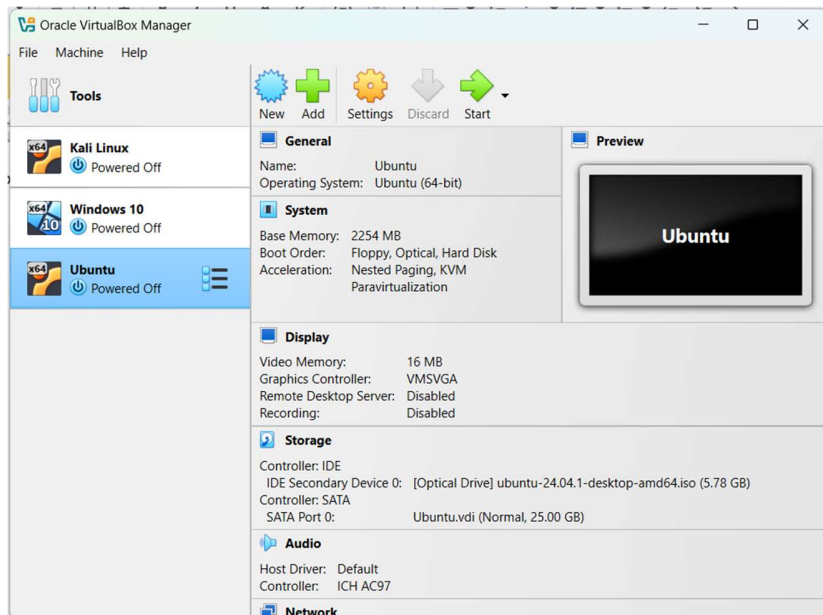 Oracle VirtualBox Manager
File Machine Help
Tools
New Add Settings Discard Start
x64
Kali Linux
Powered Off
x64
10
Windows 10
Powered Off
x64
Ubuntu
Powered Off
General
Name: Ubuntu
Operating System: Ubuntu (64-bit)
System
Base Memory: 2254 MB
Boot Order: Floppy, Optical, Hard Disk
Acceleration: Nested Paging, KVM
Paravirtualization
Preview
Ubuntu
Display
Video Memory: 16 MB
Graphics Controller: VMSVGA
Remote Desktop Server: Disabled
Recording: Disabled
Storage
Controller: IDE
IDE Secondary Device 0: [Optical Drive] ubuntu-24.04.1-desktop-amd64.iso (5.78 GB)
Controller: SATA
SATA Port 0: Ubuntu.vdi (Normal, 25.00 GB)
Audio
Host Driver: Default
Controller: ICH AC97
Network